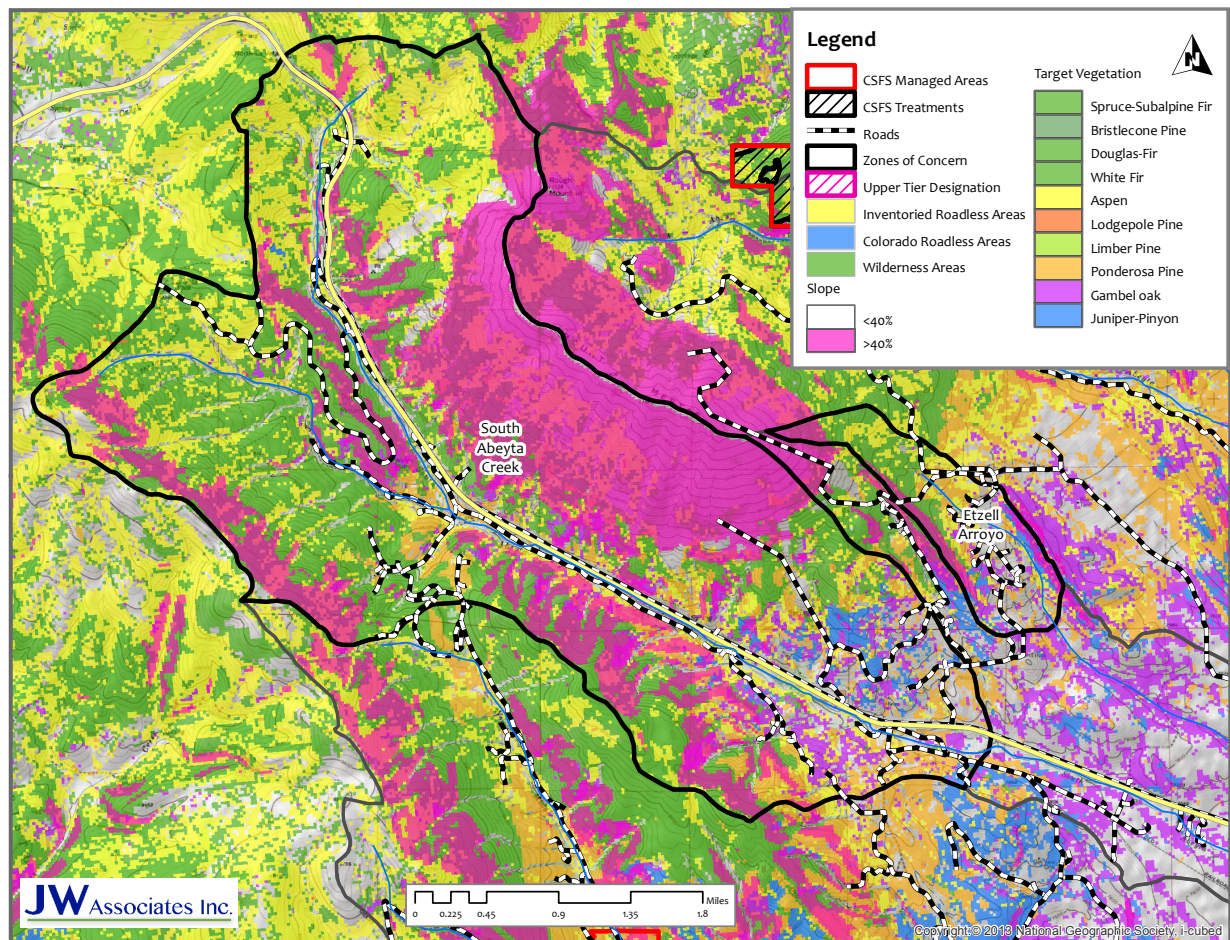 Legend
CSFS Managed Areas
CSFS Treatments
Roads
Zones of Concern
Upper Tier Designation
Inventoried Roadless Areas
Colorado Roadless Areas
Wilderness Areas
Slope
<40%
>40%
N
Target Vegetation
Spruce-Subalpine Fir
Bristlecone Pine
Douglas-Fir
White Fir
Aspen
Lodgepole Pine
Limber Pine
Ponderosa Pine
Gambel oak
Juniper-Pinyon
Rough
Mountain
South
Abeyta
Creek
Etzell
Arroyo
JW Associates Inc.
Miles
0 0.225 0.45 0.9 1.35 1.8
Copyright:© 2013 National Geographic Society, i-cubed